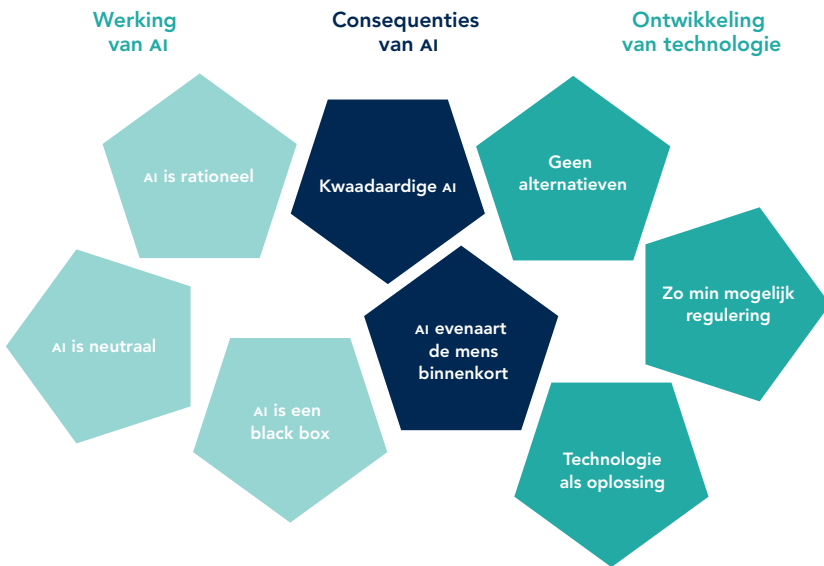 Werking
van AI
Consequenties
van AI
Ontwikkeling
van technologie
AI is rationeel
Kwaadaardige AI
Geen
alternatieven
Zo min mogelijk
regulering
AI is neutraal
AI evenaart
de mens
binnenkort
AI is een
black box
Technologie
als oplossing